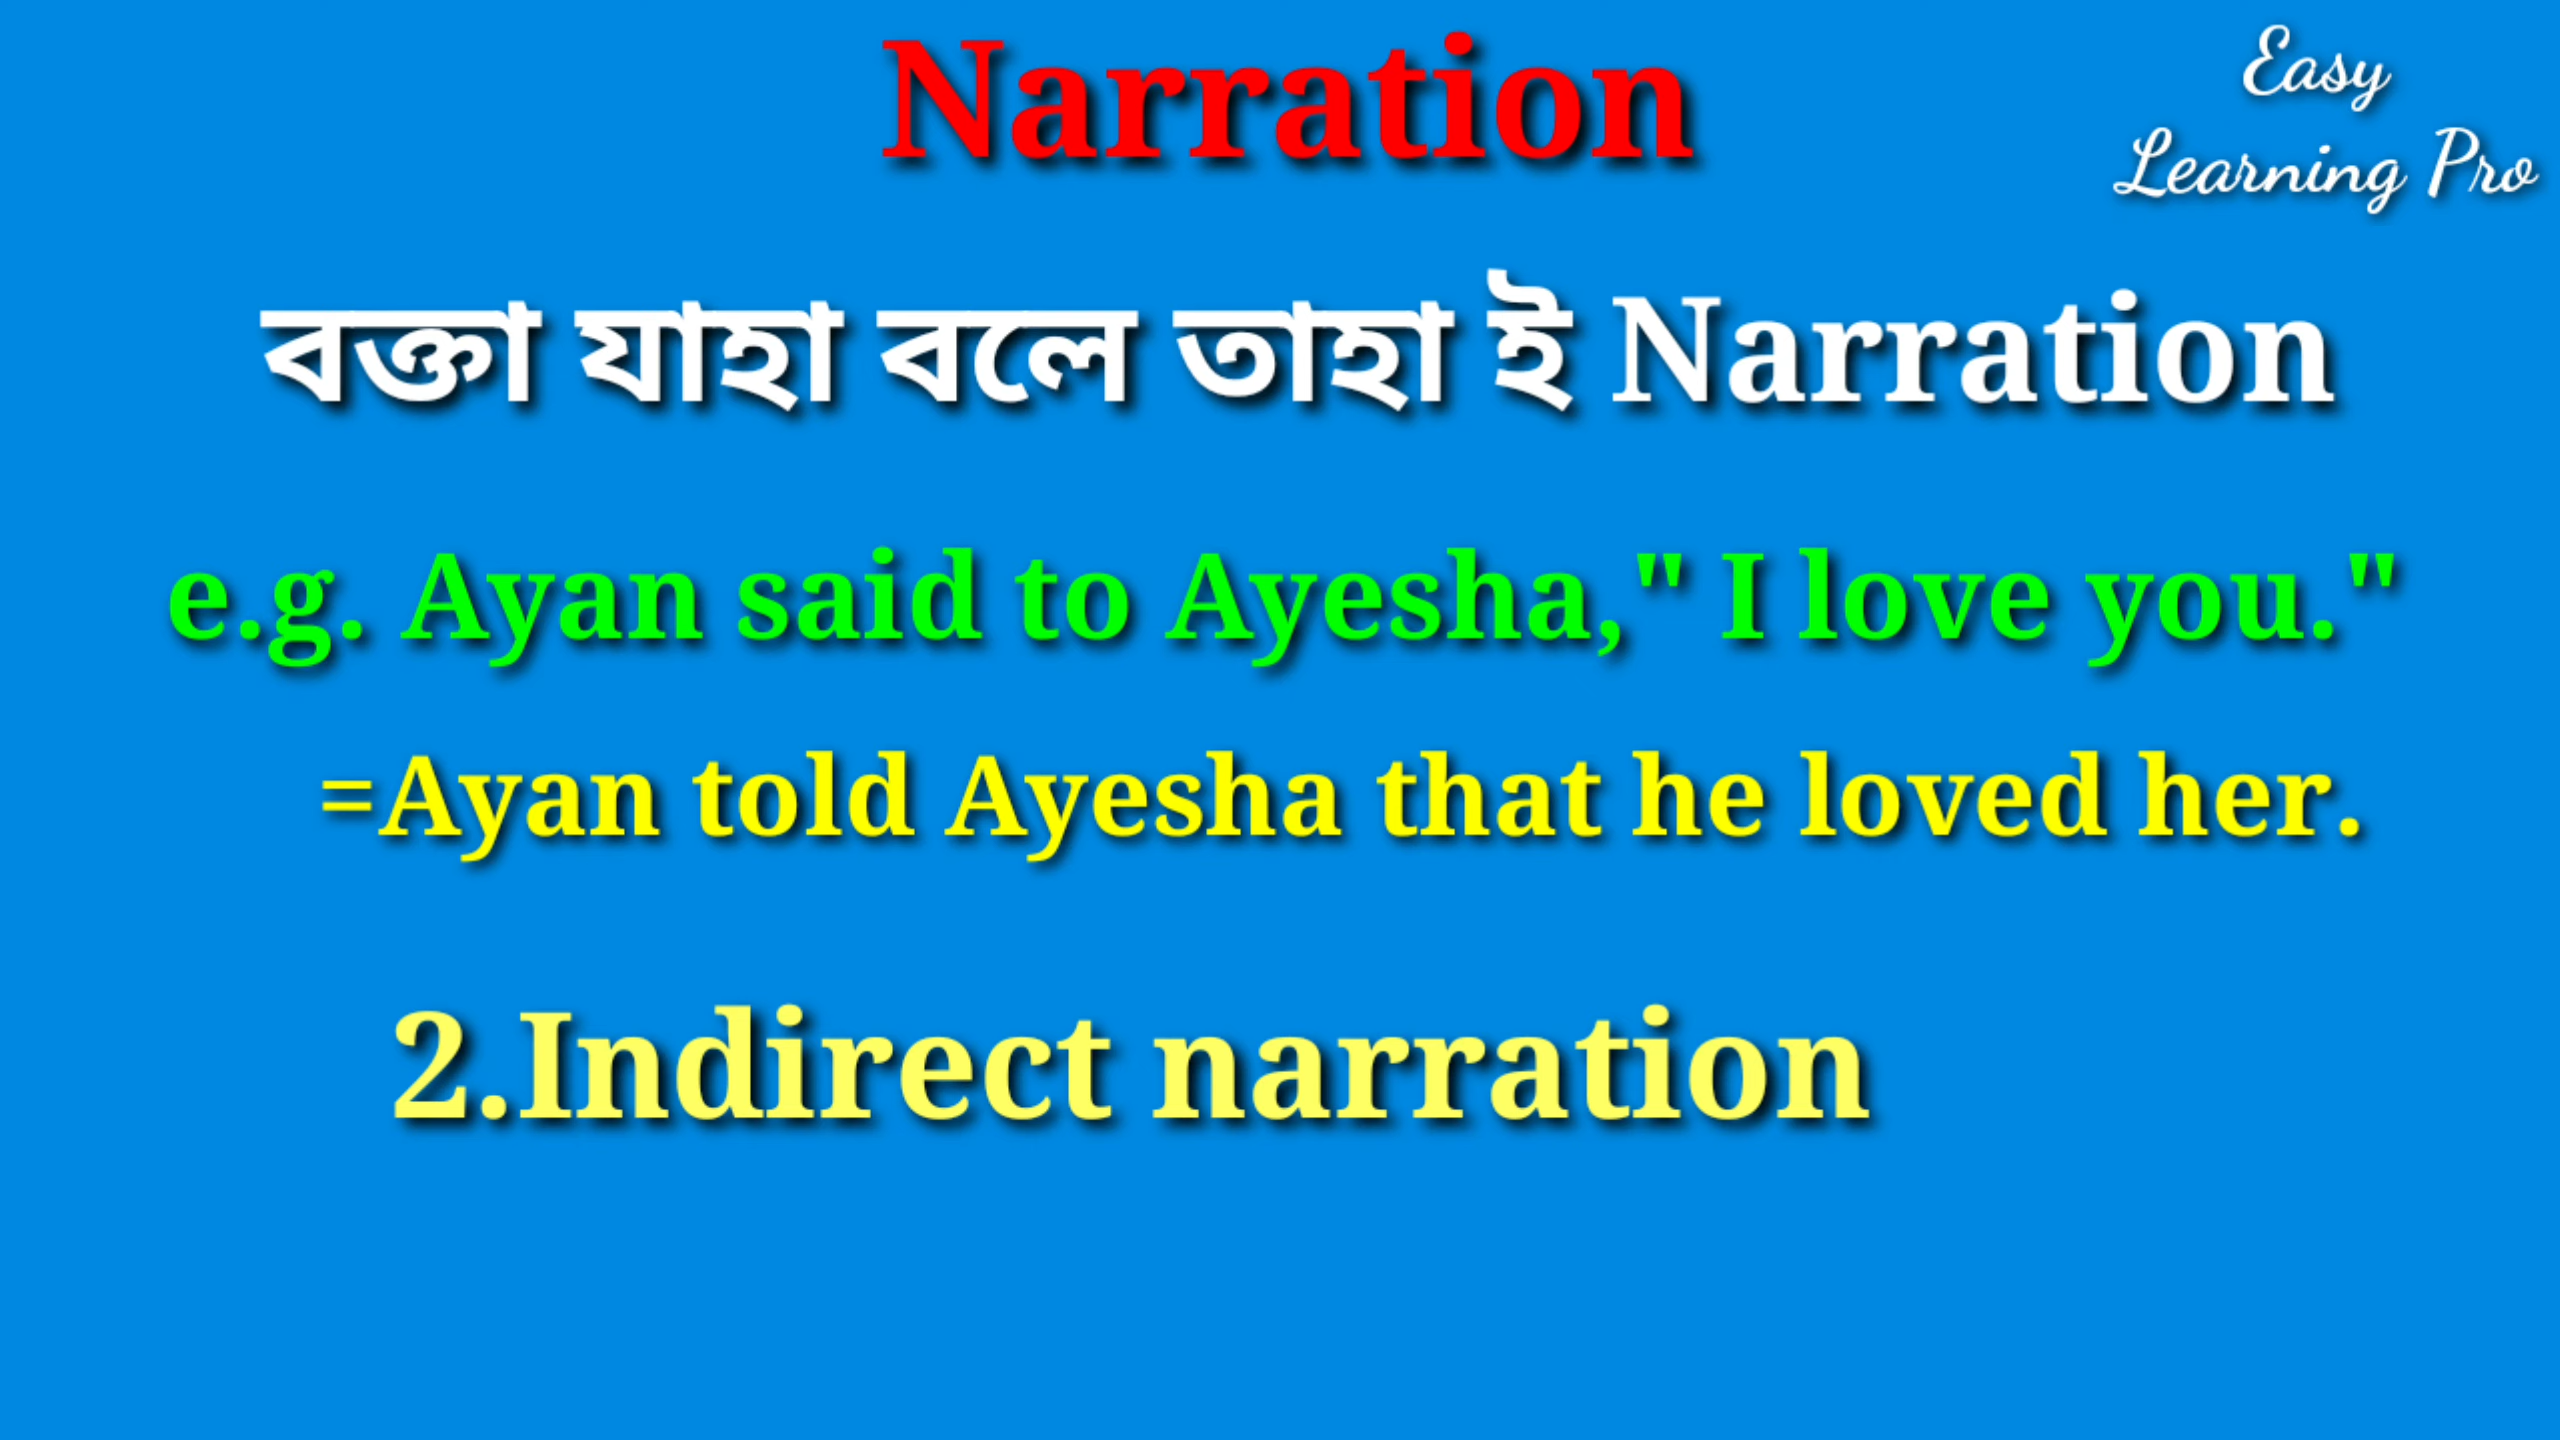 Narration
Easy
Learning Pro
বক্তা যাহা বলে তাহা ই Narration
e.g. Ayan said to Ayesha," I love you."
=Ayan told Ayesha that he loved her.
2.Indirect narration